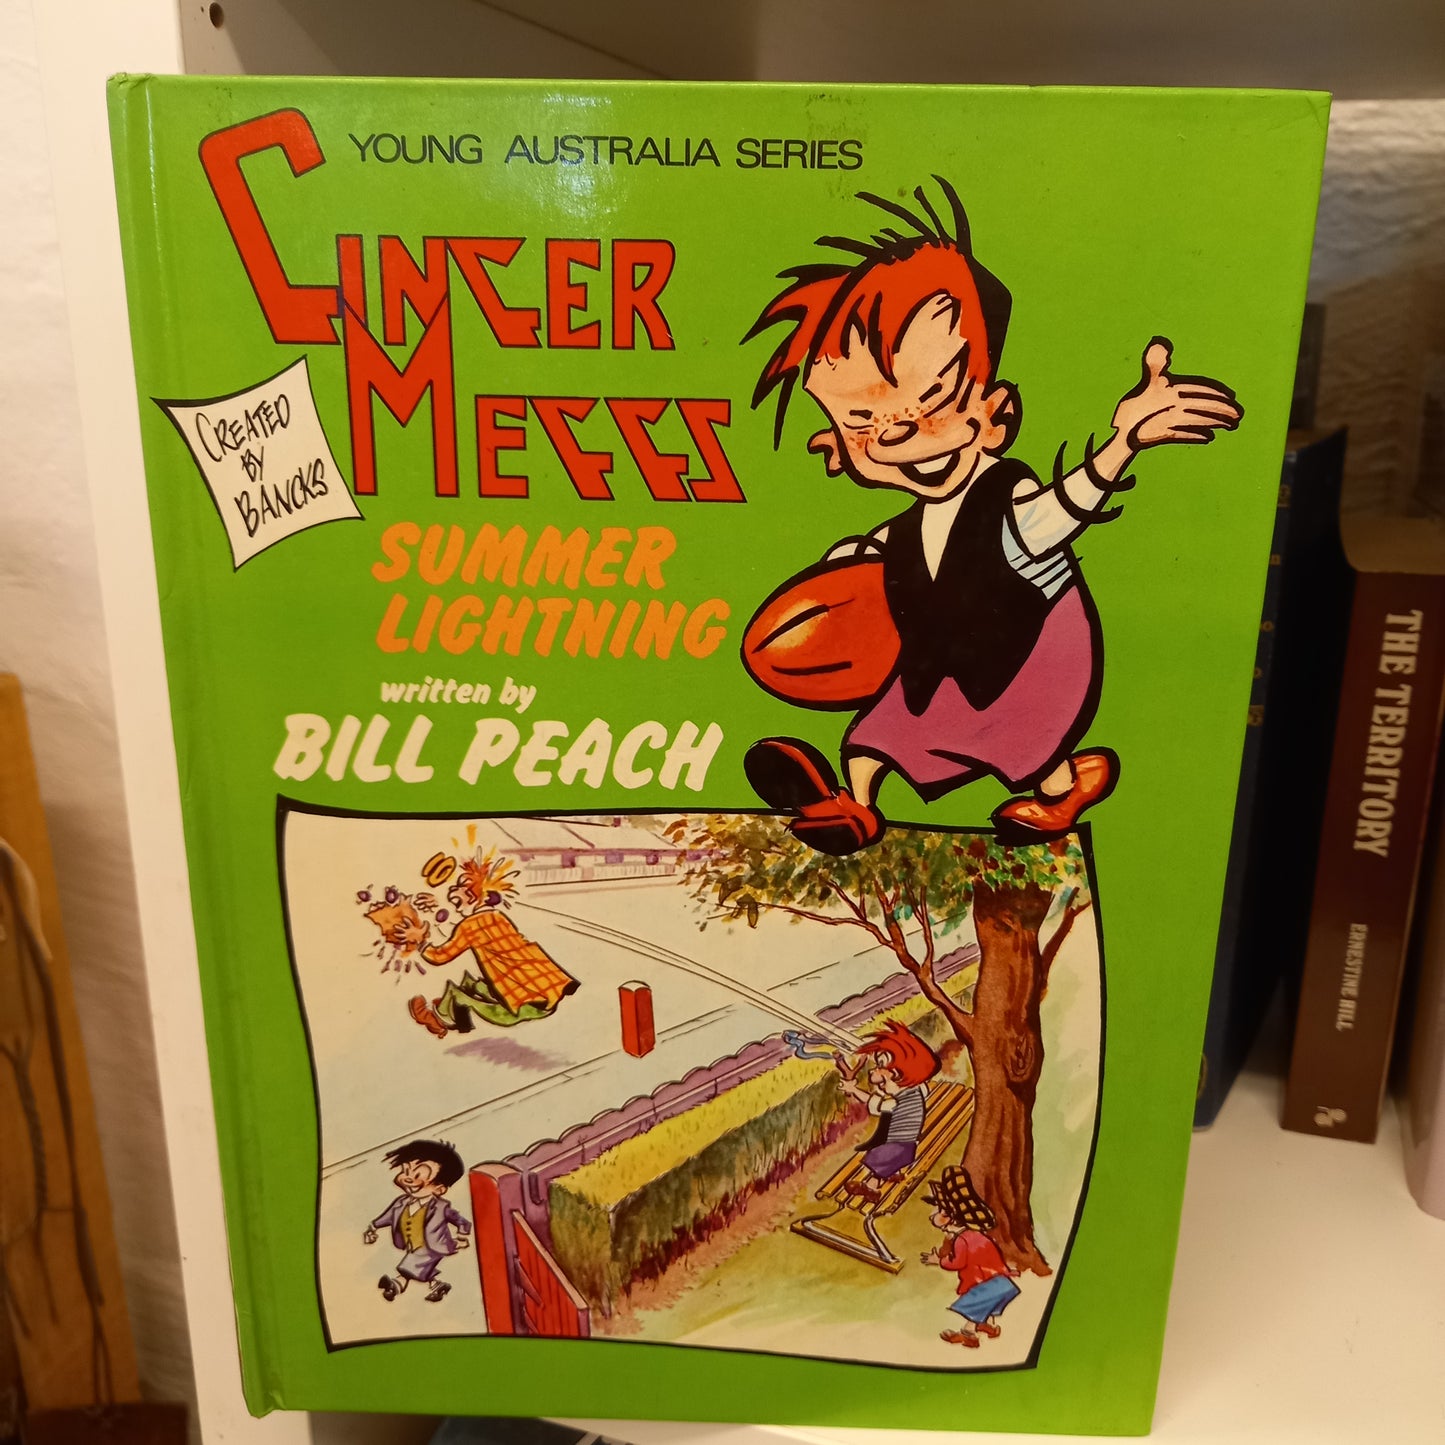 YOUNG AUSTRALIA SERIES
GINGER
MEGGS
CREATED
BY
BANCKS
SUMMER
LIGHTNING
written by
BILL PEACH
THE TERRITORY
ERNESTINE HILL